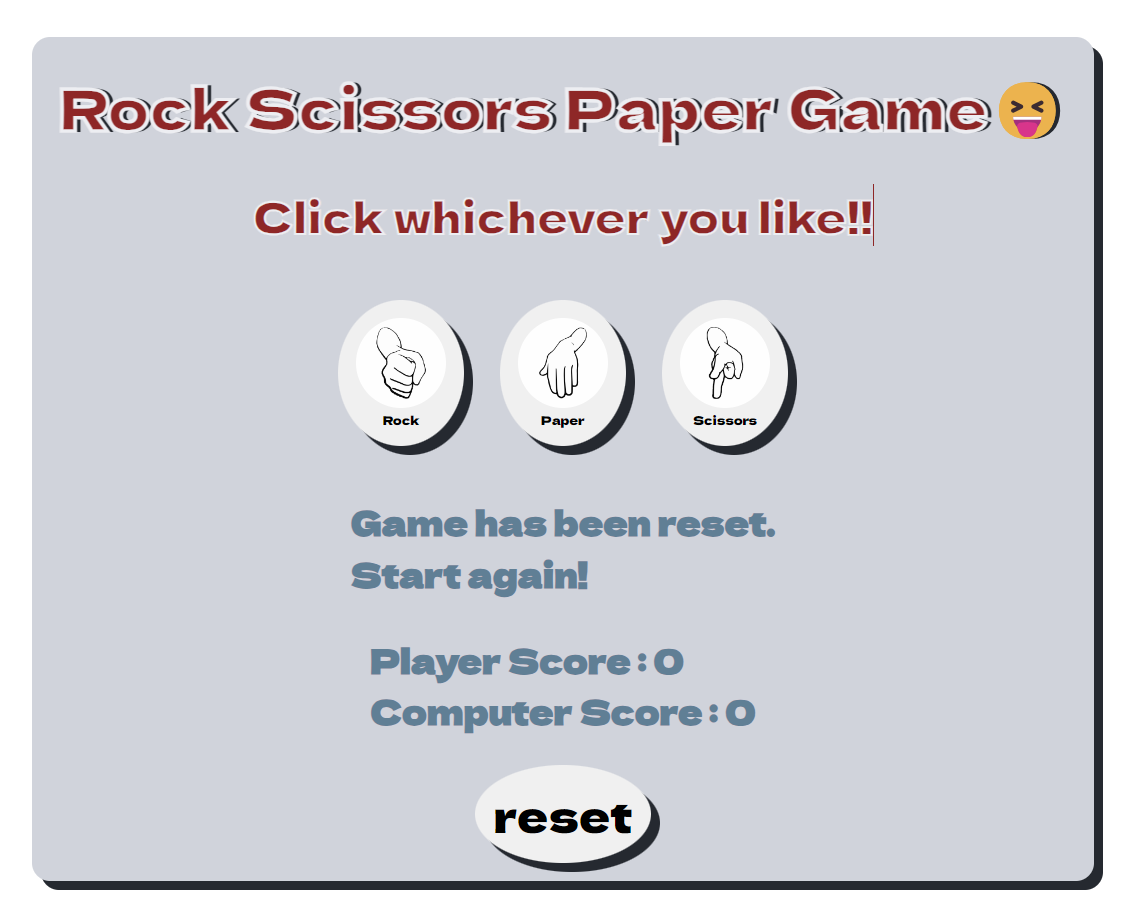 Rock Scissors Paper Game😝
Click whichever you like!!
Rock
Paper
Scissors
Game has been reset.
Start again!
Player Score : 0
Computer Score : 0
reset